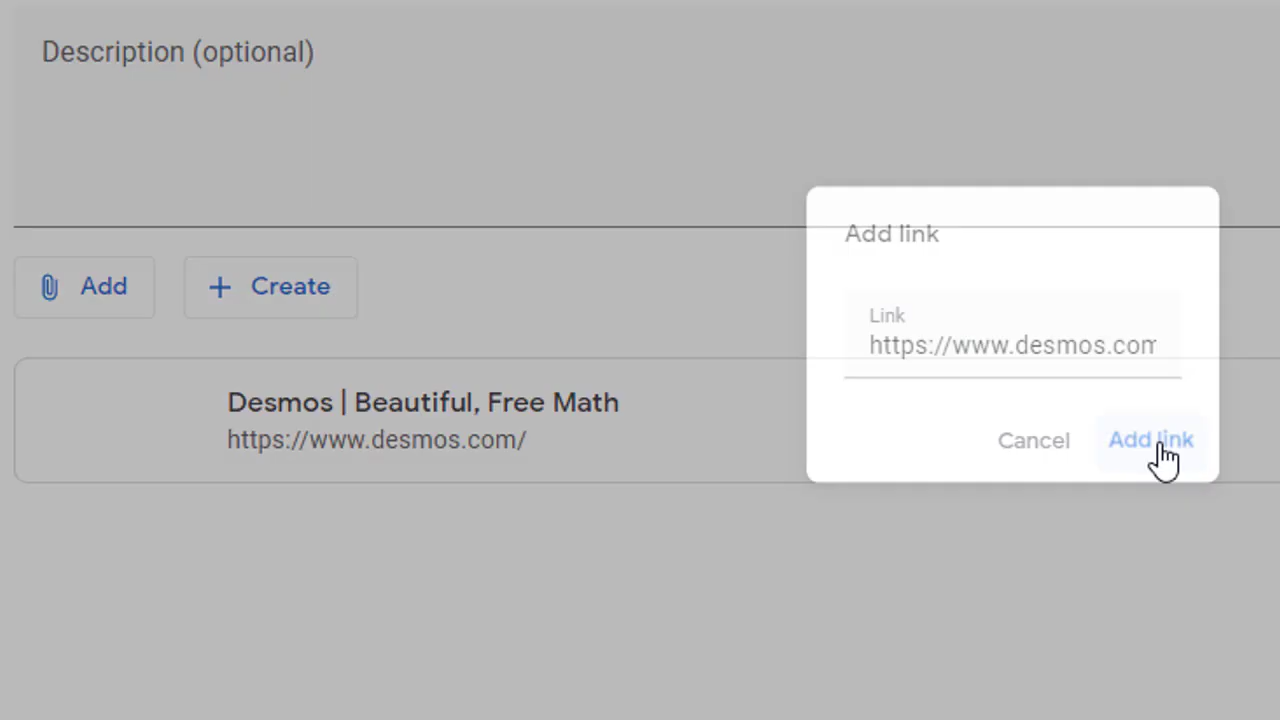 Description (optional)
Add
Create
Desmos | Beautiful, Free Math
https://www.desmos.com/
Add link
Link
https://www.desmos.com
Cancel
Add link